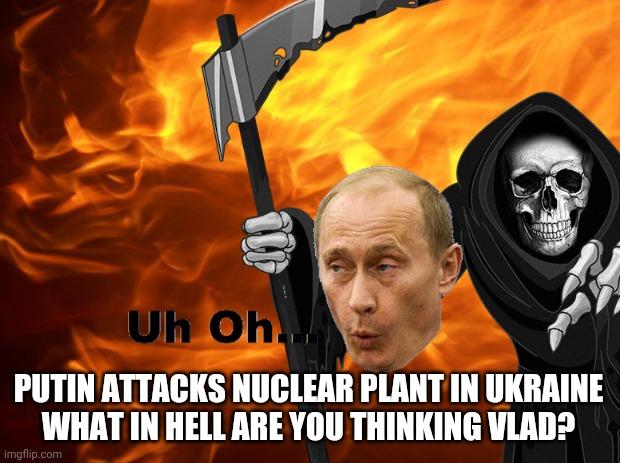 Uh Oh...
PUTIN ATTACKS NUCLEAR PLANT IN UKRAINE
WHAT IN HELL ARE YOU THINKING VLAD?
imgflip.com